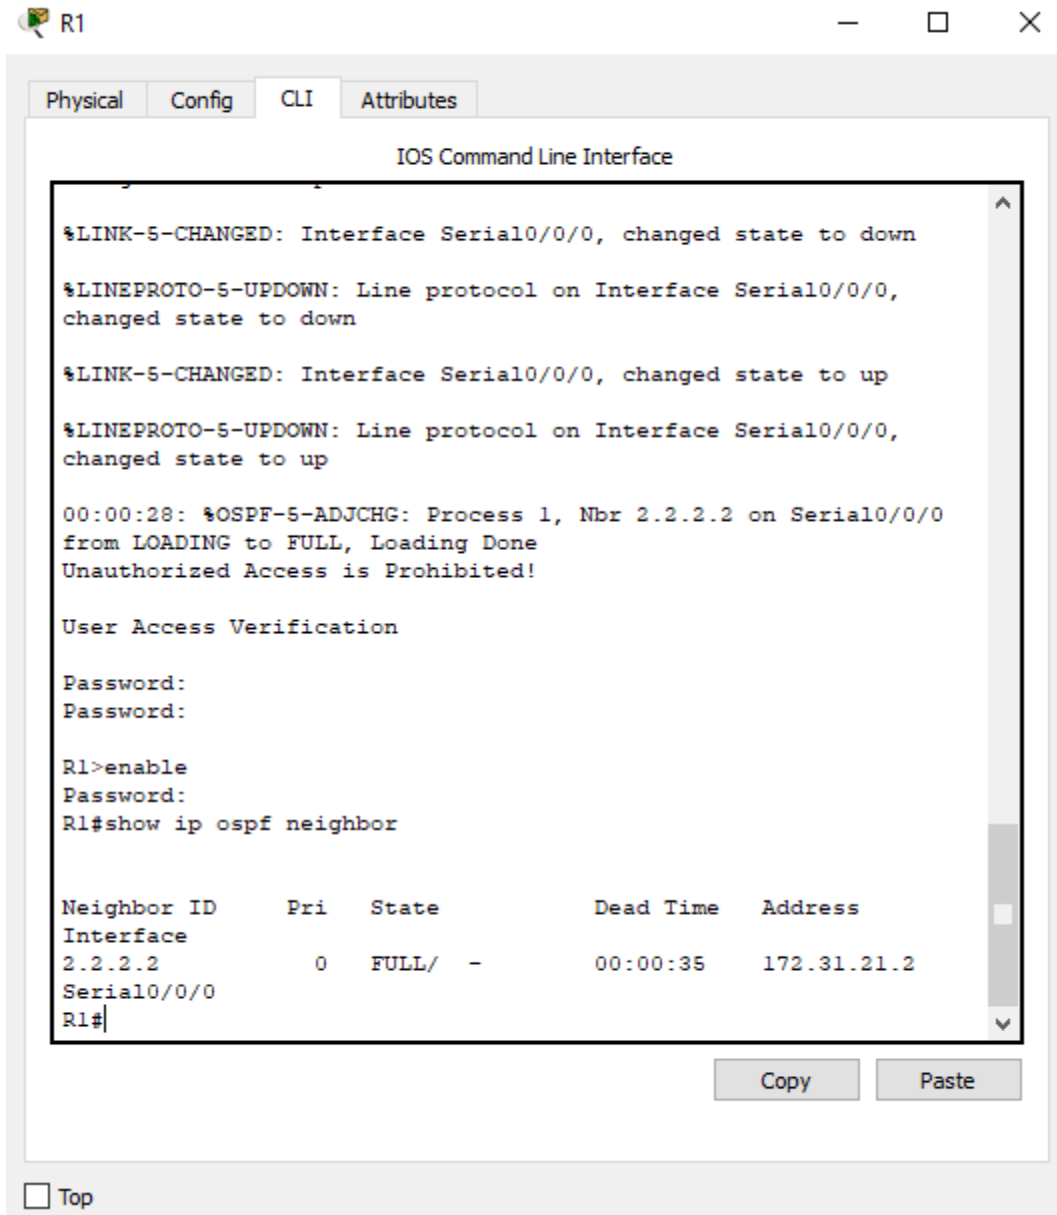 R1
Physical Config CLI Attributes
IOS Command Line Interface
%LINK-5-CHANGED: Interface Serial0/0/0, changed state to down
%LINEPROTO-5-UPDOWN: Line protocol on Interface Serial0/0/0,
changed state to down
%LINK-5-CHANGED: Interface Serial0/0/0, changed state to up
%LINEPROTO-5-UPDOWN: Line protocol on Interface Serial0/0/0,
changed state to up
00:00:28: %OSPF-5-ADJCHG: Process 1, Nbr 2.2.2.2 on Serial0/0/0
from LOADING to FULL, Loading Done
Unauthorized Access is Prohibited!
User Access Verification
Password:
Password:
R1>enable
Password:
R1#show ip ospf neighbor
Neighbor ID     Pri   State           Dead Time   Address
Interface
2.2.2.2           0   FULL/  -        00:00:35    172.31.21.2
Serial0/0/0
R1#
Copy Paste
Top